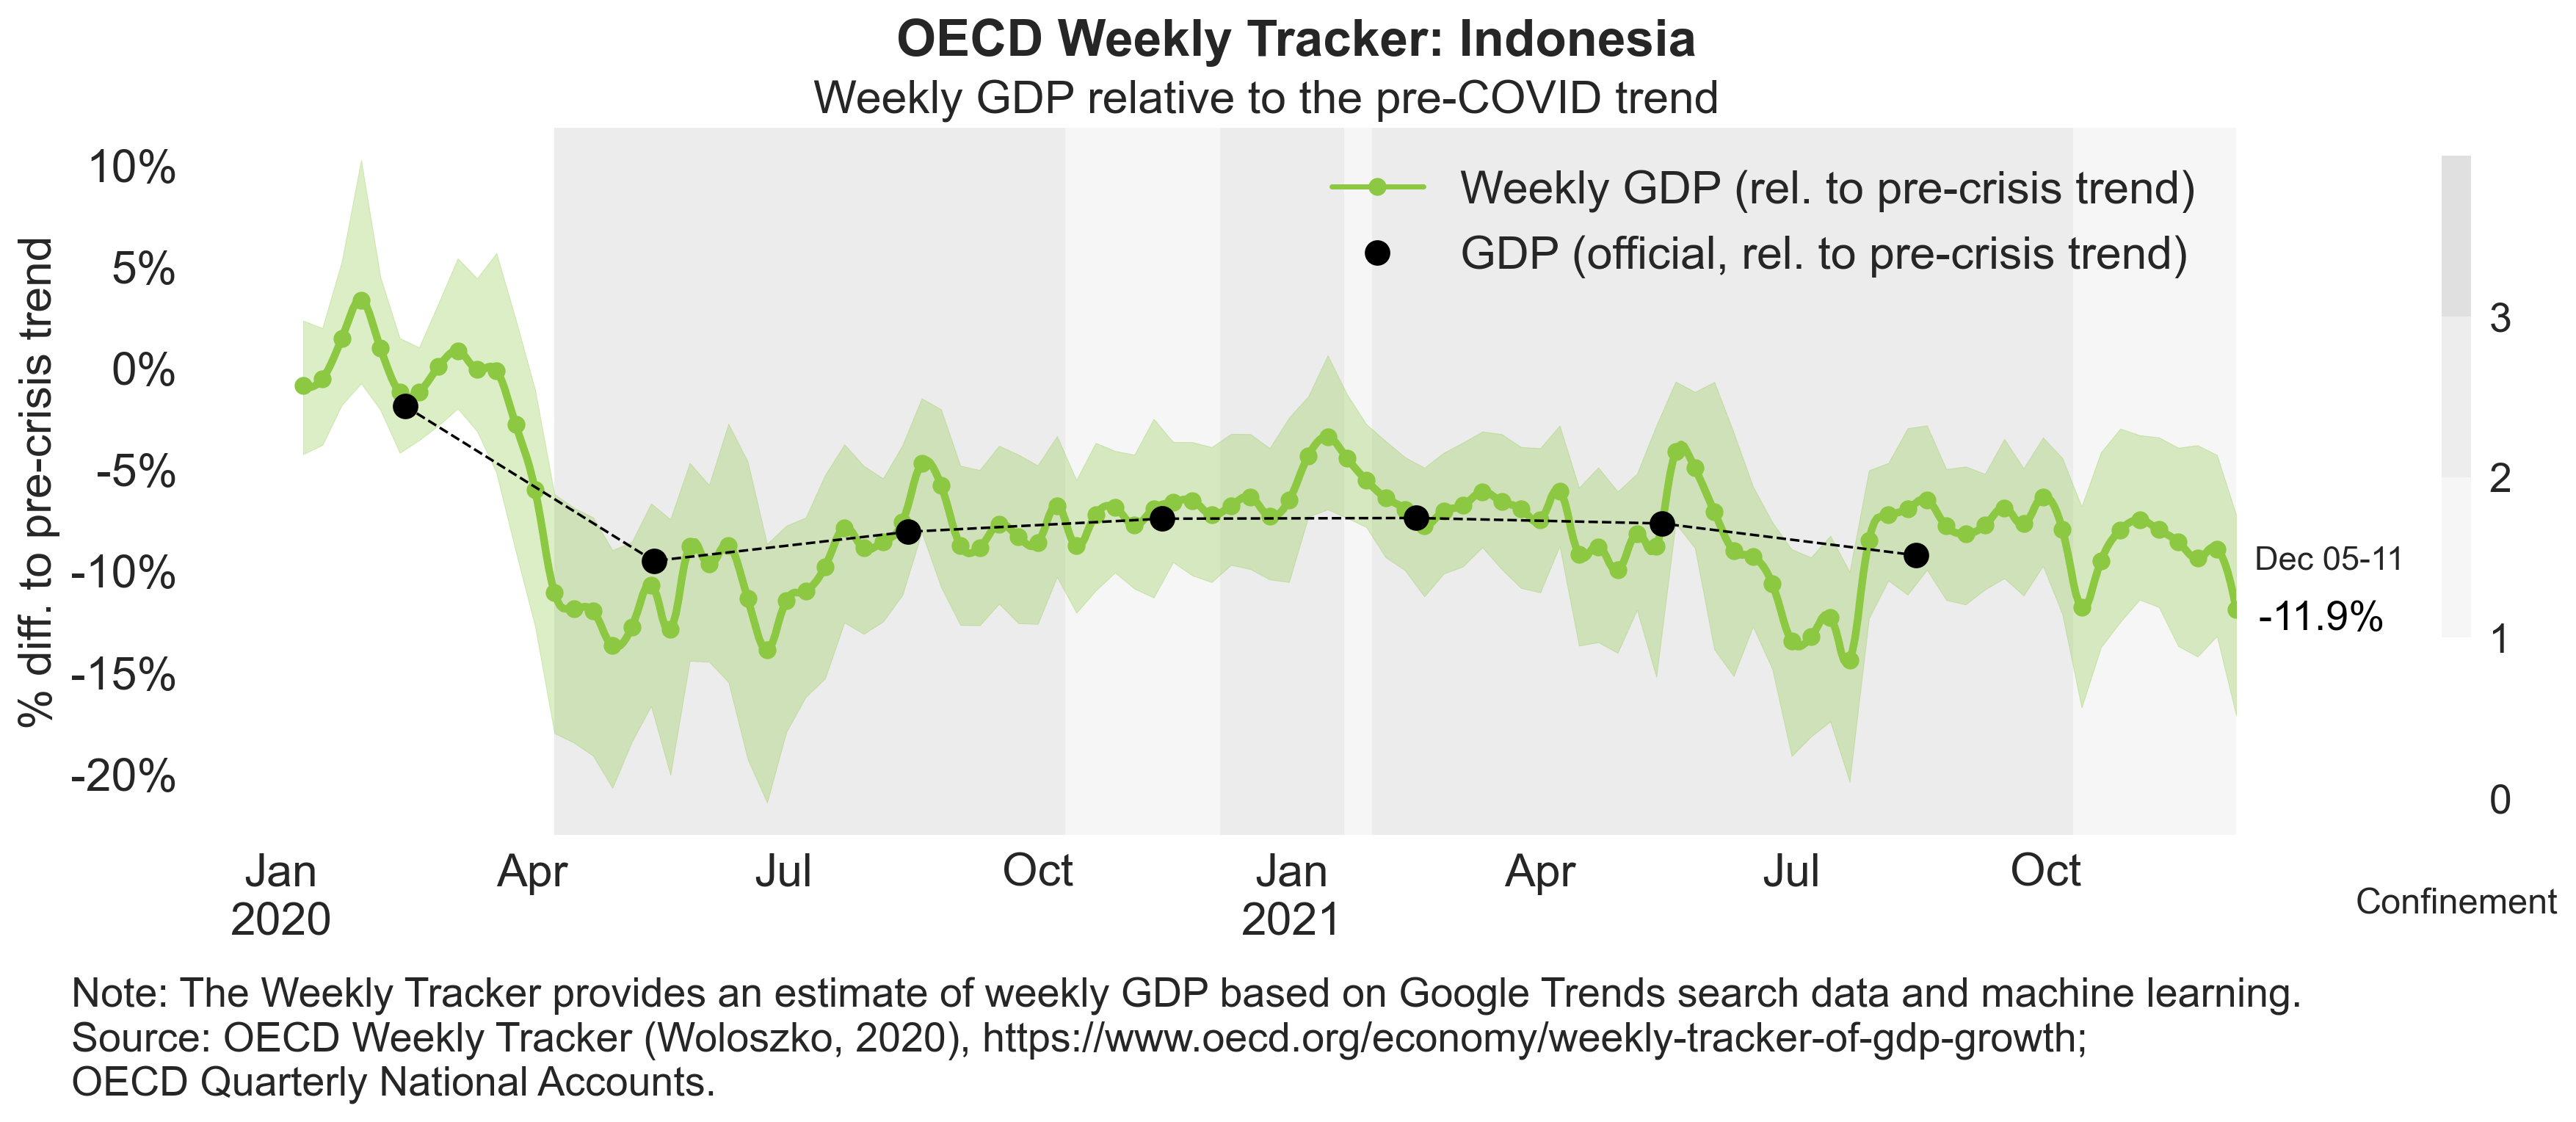 OECD Weekly Tracker: Indonesia
Weekly GDP relative to the pre-COVID trend
% diff. to pre-crisis trend
10%
5%
0%
-5%
-10%
-15%
-20%
Weekly GDP (rel. to pre-crisis trend)
GDP (official, rel. to pre-crisis trend)
Dec 05-11
-11.9%
3
2
1
0
Confinement
Jan Apr Jul Oct Jan Apr Jul Oct
2020 2021
Note: The Weekly Tracker provides an estimate of weekly GDP based on Google Trends search data and machine learning.
Source: OECD Weekly Tracker (Woloszko, 2020), https://www.oecd.org/economy/weekly-tracker-of-gdp-growth;
OECD Quarterly National Accounts.